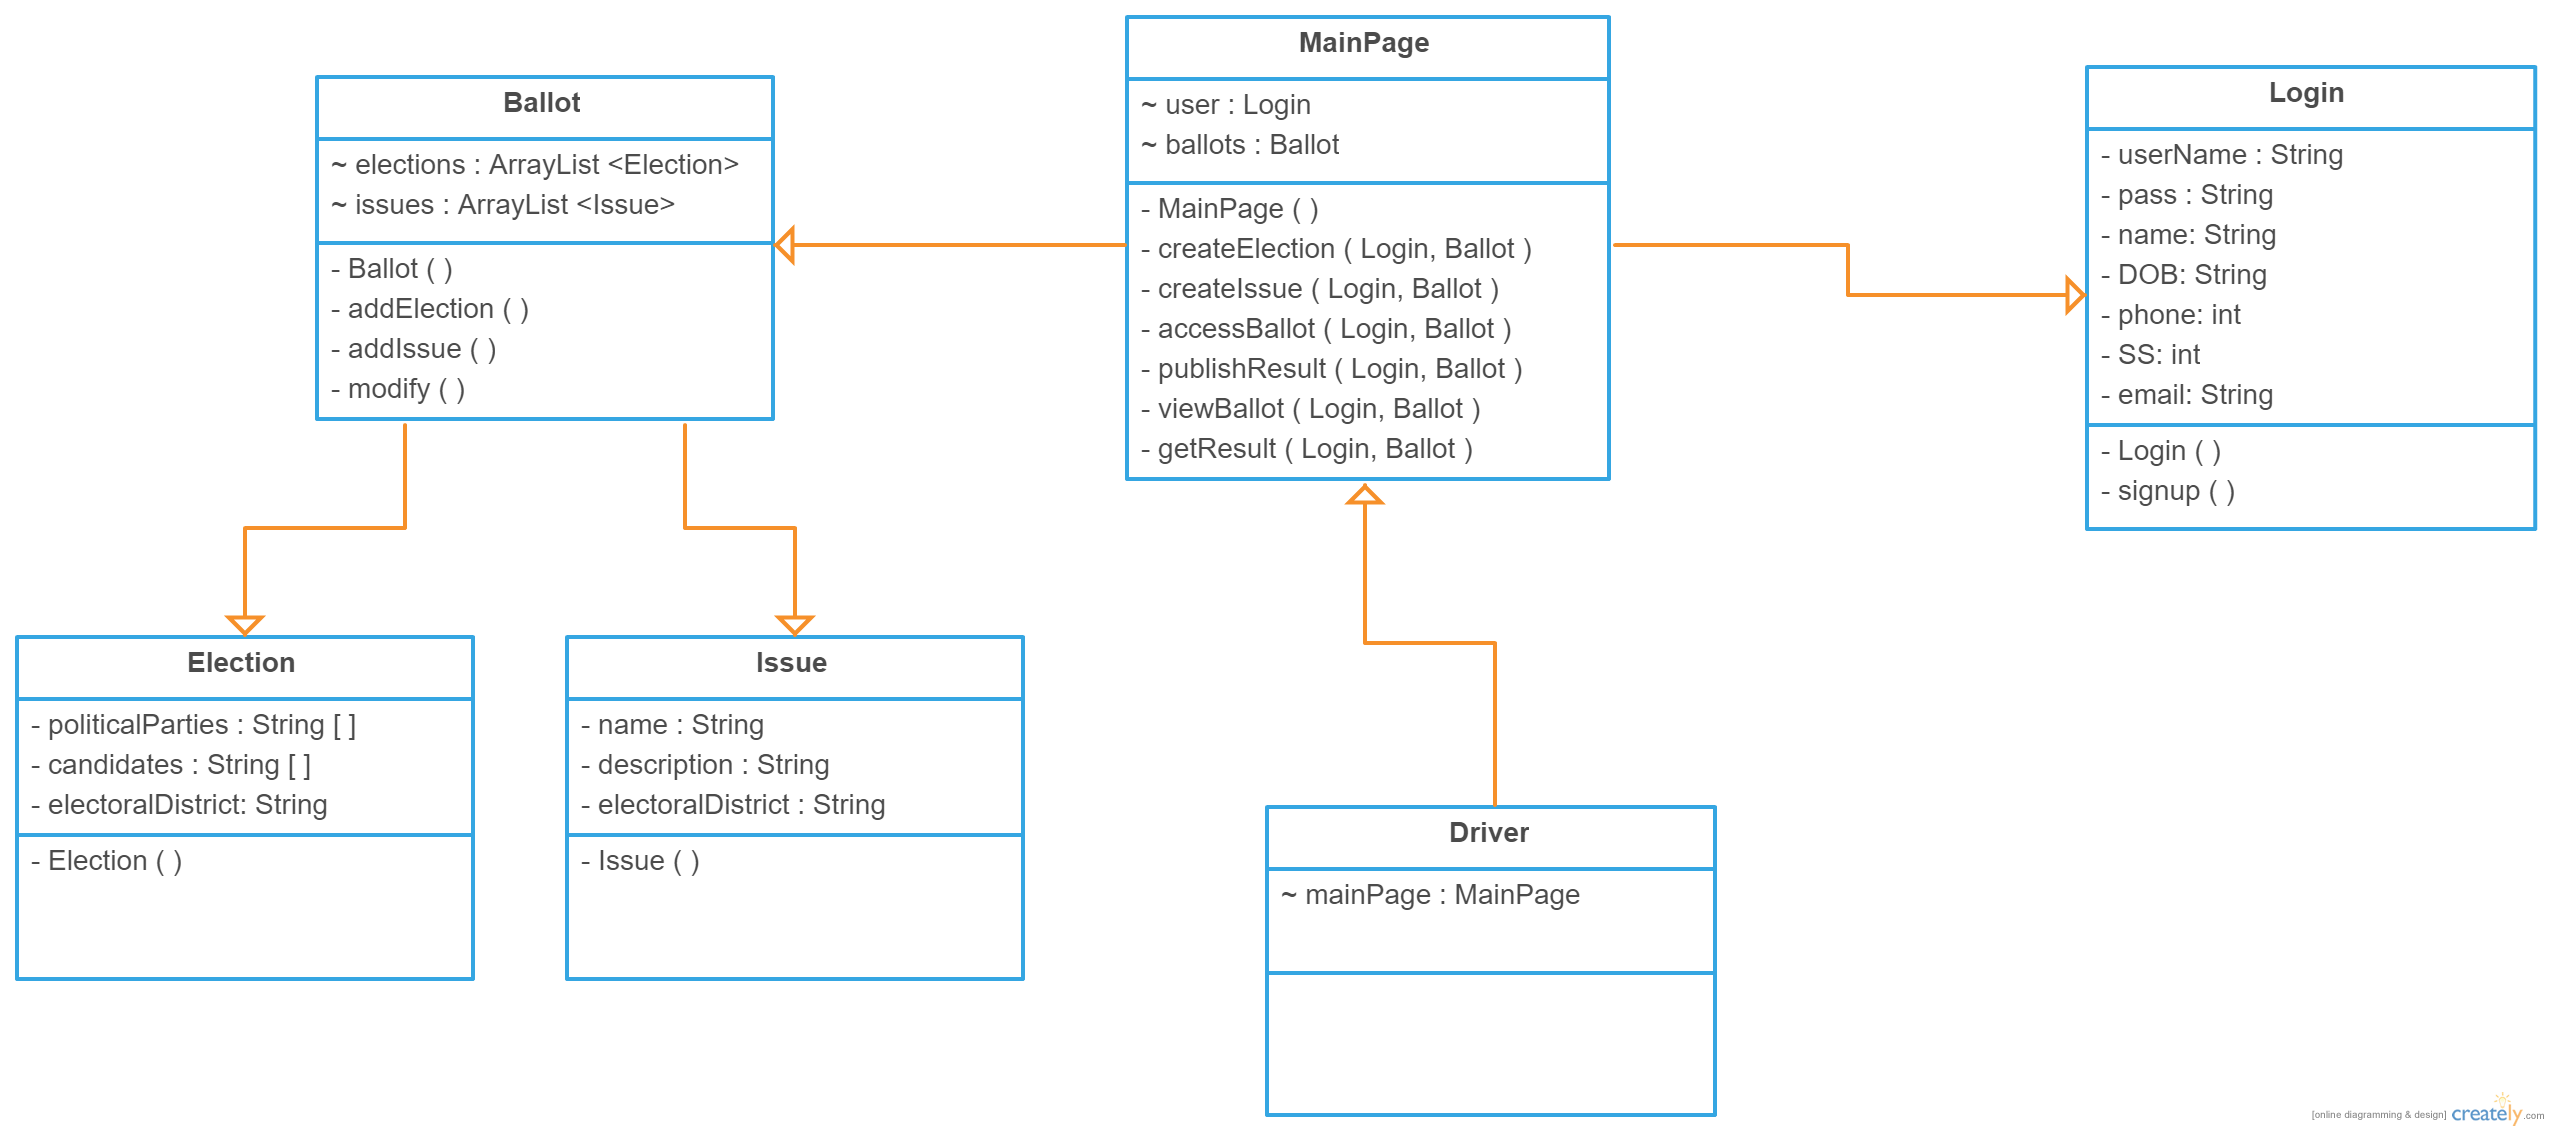 MainPage
~ user : Login
~ ballots : Ballot
- MainPage ( )
- createElection ( Login, Ballot )
- createIssue ( Login, Ballot )
- accessBallot ( Login, Ballot )
- publishResult ( Login, Ballot )
- viewBallot ( Login, Ballot )
- getResult ( Login, Ballot )
Ballot
~ elections : ArrayList <Election>
~ issues : ArrayList <Issue>
- Ballot ( )
- addElection ( )
- addIssue ( )
- modify ( )
Login
- userName : String
- pass : String
- name: String
- DOB: String
- phone: int
- SS: int
- email: String
- Login ( )
- signup ( )
Election
- politicalParties : String [ ]
- candidates : String [ ]
- electoralDistrict: String
- Election ( )
Issue
- name : String
- description : String
- electoralDistrict : String
- Issue ( )
Driver
~ mainPage : MainPage
[online diagramming & design] creately.com